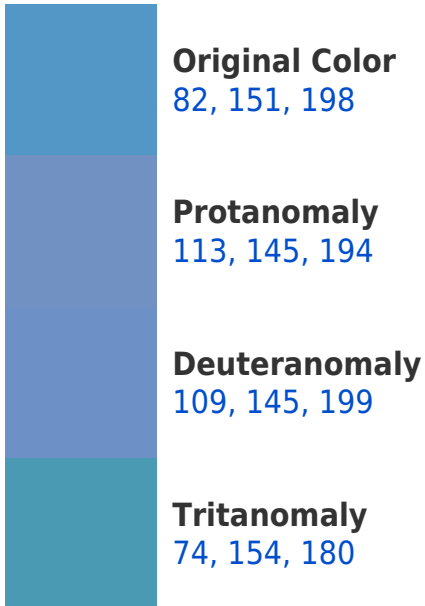 Original Color
82, 151, 198
Protanomaly
113, 145, 194
Deuteranomaly
109, 145, 199
Tritanomaly
74, 154, 180